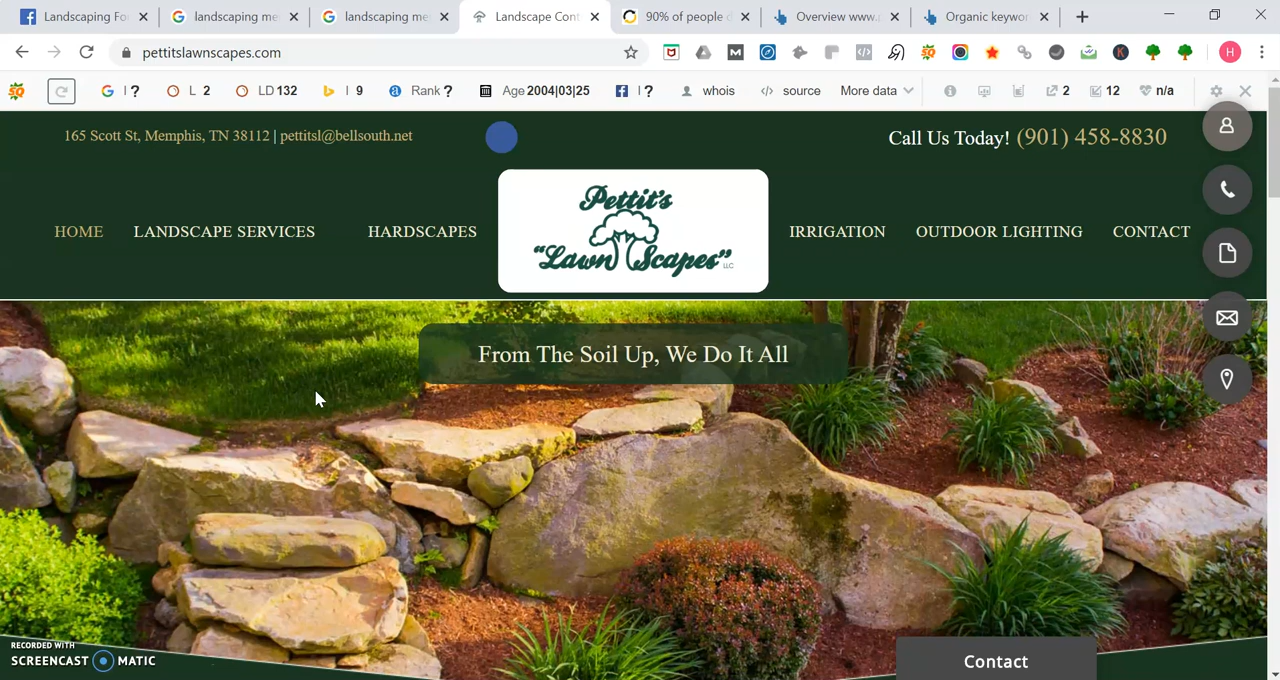 Landscaping Fo
landscaping me
landscaping me
Landscape Cont
90% of people d
Overview www.p
Organic keywor
pettitslawnscapes.com
H
SQ
I ?
L 2
LD 132
I 9
Rank ?
Age 2004|03|25
I ?
whois
source
More data
2
12
n/a
165 Scott St, Memphis, TN 38112 | pettitsl@bellsouth.net
Call Us Today! (901) 458-8830
HOME
LANDSCAPE SERVICES
HARDSCAPES
Pettit's
"Lawn Scapes" LLC
IRRIGATION
OUTDOOR LIGHTING
CONTACT
From The Soil Up, We Do It All
RECORDED WITH
SCREENCAST MATIC
Contact